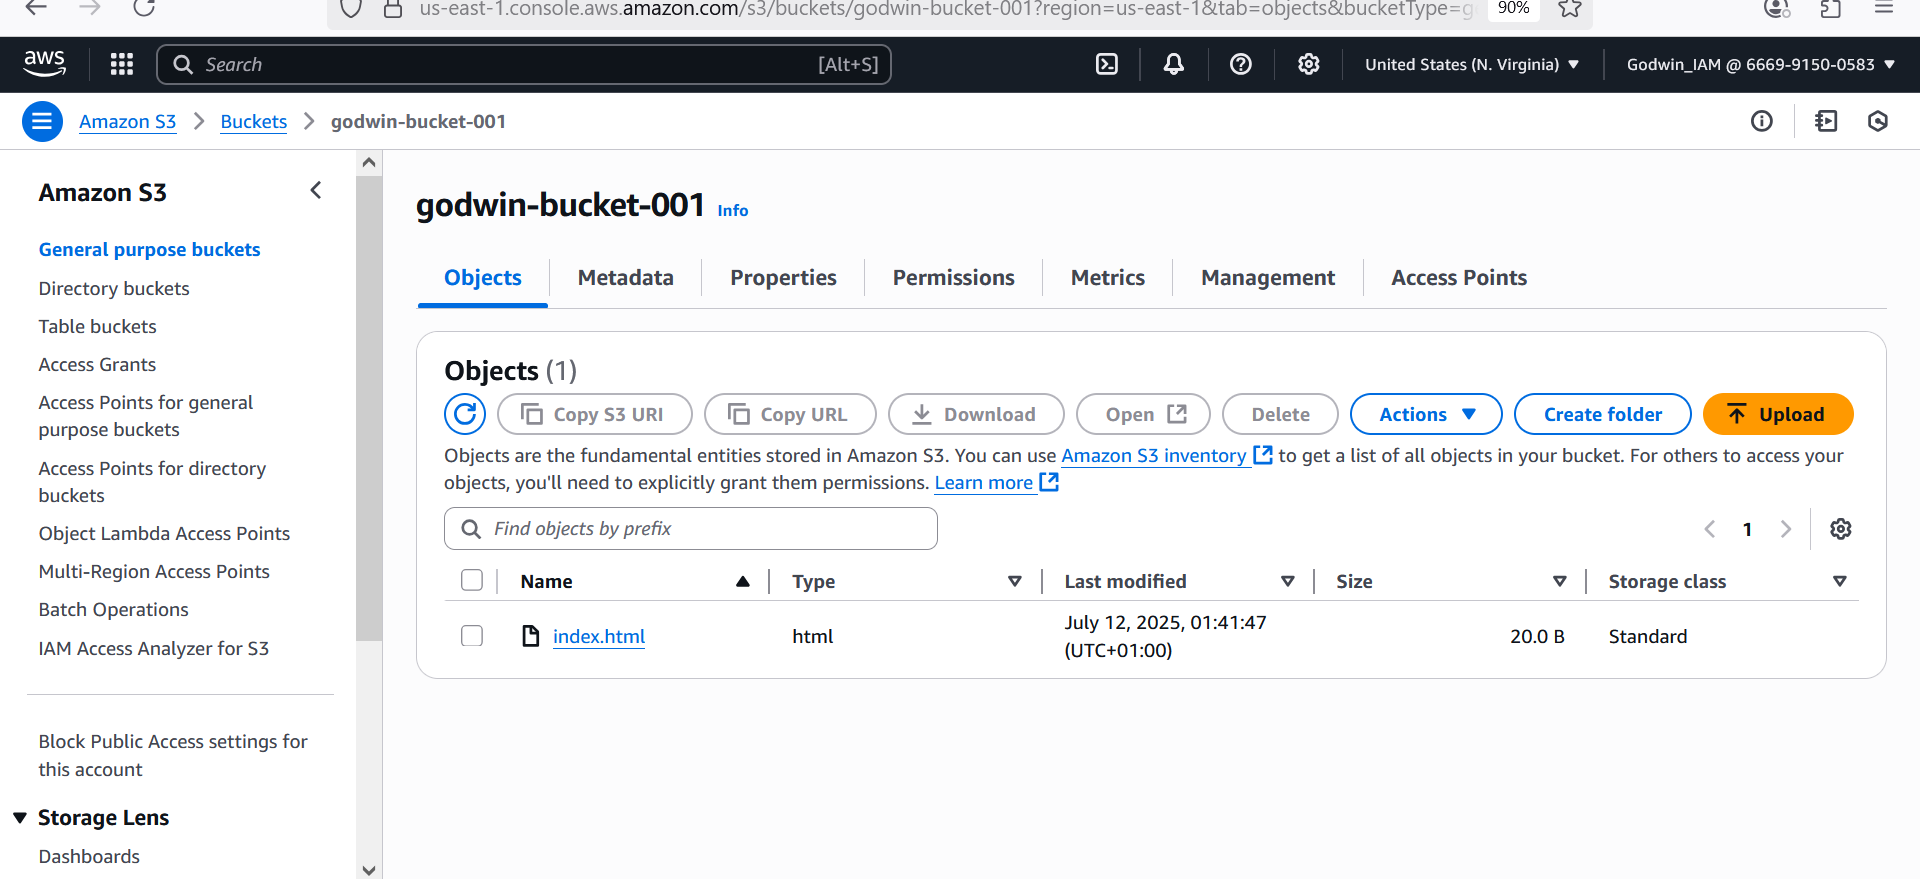 us-east-1.console.aws.amazon.com/s3/buckets/godwin-bucket-001?region=us-east-1&tab=objects&bucketType=g
90%
aws
Search
[Alt+S]
United States (N. Virginia)
Godwin_IAM @ 6669-9150-0583
Amazon S3
Buckets
godwin-bucket-001
Amazon S3
General purpose buckets
Directory buckets
Table buckets
Access Grants
Access Points for general
purpose buckets
Access Points for directory
buckets
Object Lambda Access Points
Multi-Region Access Points
Batch Operations
IAM Access Analyzer for S3
Block Public Access settings for
this account
Storage Lens
Dashboards
godwin-bucket-001 Info
Objects
Metadata
Properties
Permissions
Metrics
Management
Access Points
Objects (1)
Copy S3 URI
Copy URL
Download
Open
Delete
Actions
Create folder
Upload
Objects are the fundamental entities stored in Amazon S3. You can use Amazon S3 inventory to get a list of all objects in your bucket. For others to access your
objects, you'll need to explicitly grant them permissions. Learn more
Find objects by prefix
1
Name
Type
Last modified
Size
Storage class
index.html
html
July 12, 2025, 01:41:47
(UTC+01:00)
20.0 B
Standard